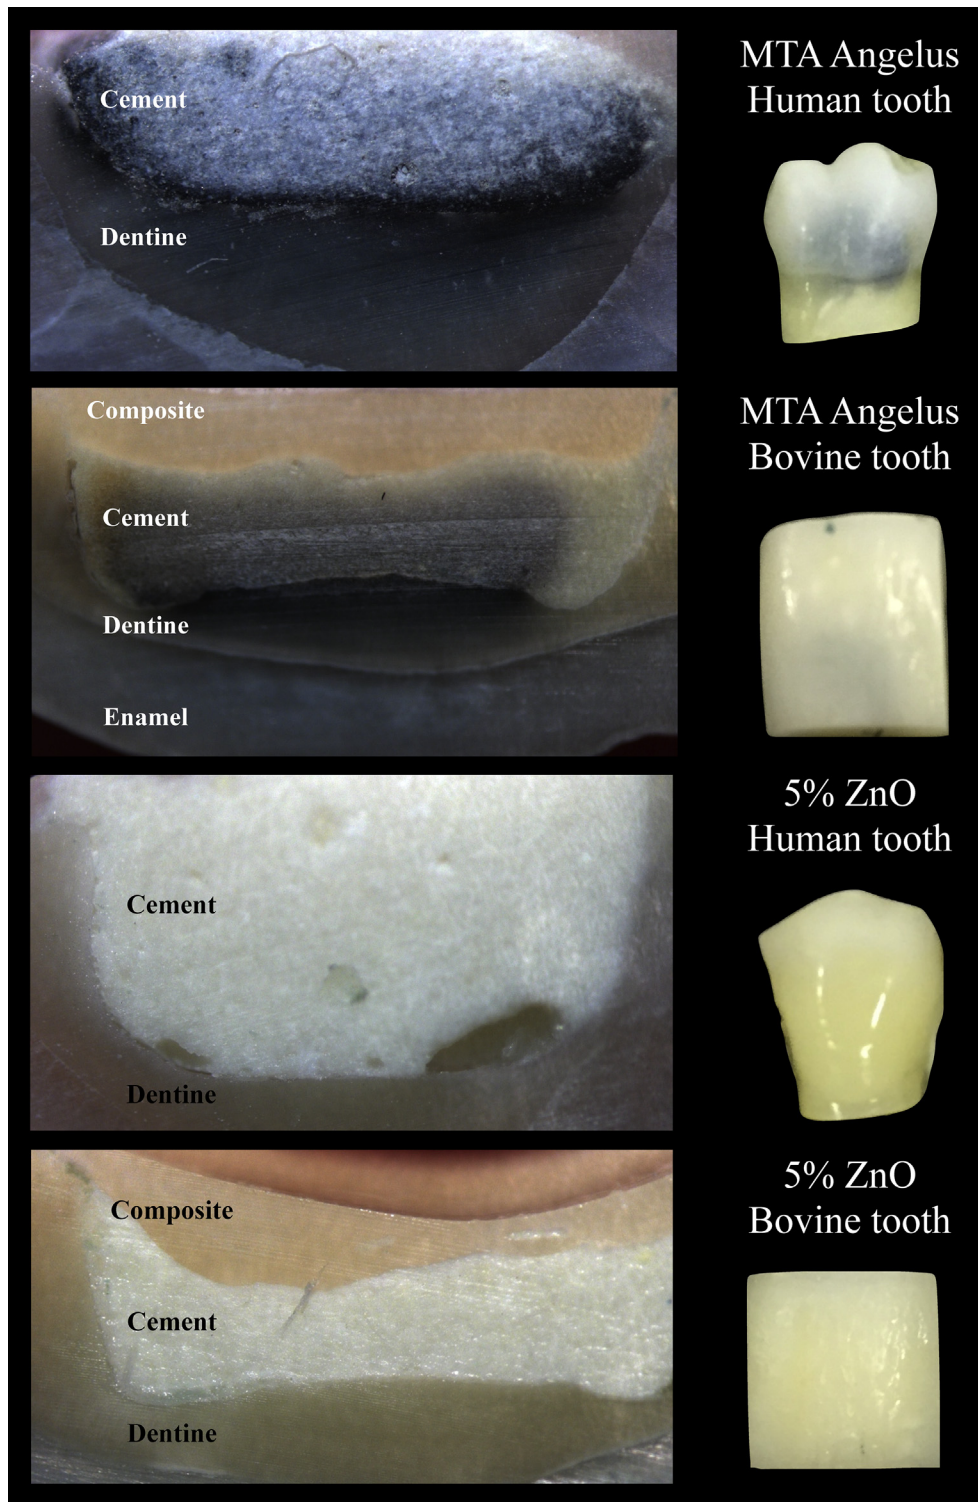 MTA Angelus
Human tooth
Cement
Dentine
MTA Angelus
Bovine tooth
Composite
Cement
Dentine
Enamel
5% ZnO
Human tooth
Cement
Dentine
5% ZnO
Bovine tooth
Composite
Cement
Dentine